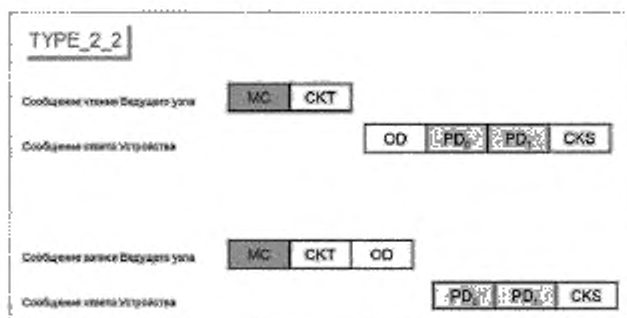 TYPE_2_2
Сообщение чтения Ведущего узла MC CKT
Сообщение ответа Устройства OD PD₀ PD₁ CKS
Сообщение записи Ведущего узла MC CKT OD
Сообщение ответа Устройства PD₀ PD₁ CKS